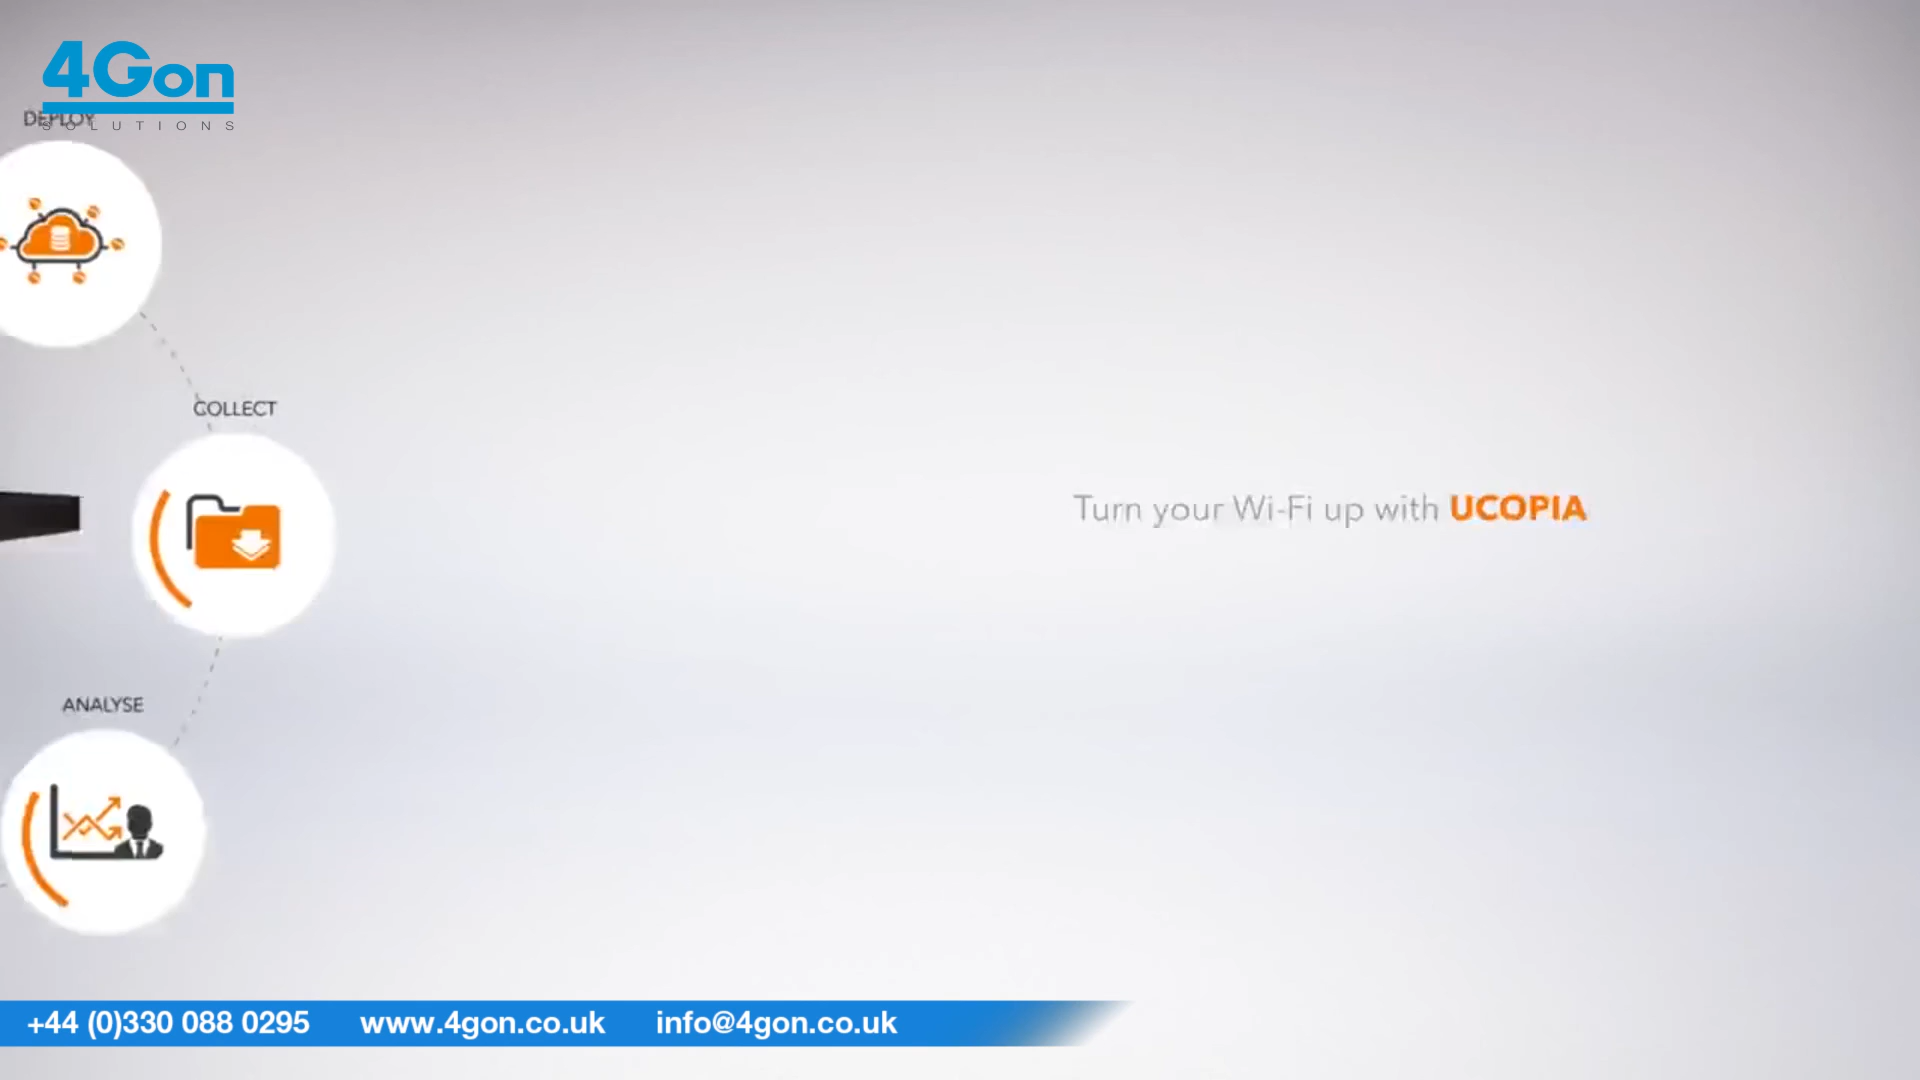 4Gon
SOLUTIONS
DEPLOY
COLLECT
Turn your Wi-Fi up with UCOPIA
ANALYSE
+44 (0)330 088 0295 www.4gon.co.uk info@4gon.co.uk